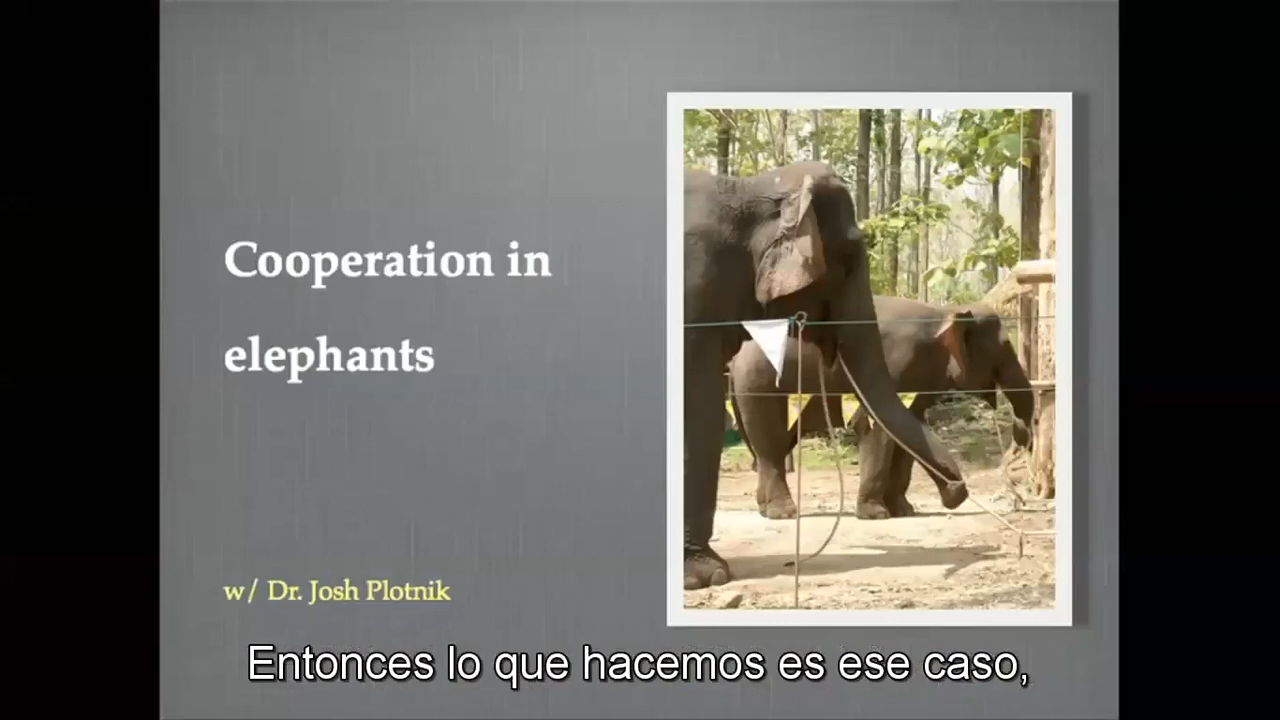 Cooperation in
elephants
w/ Dr. Josh Plotnik
Entonces lo que hacemos es ese caso,